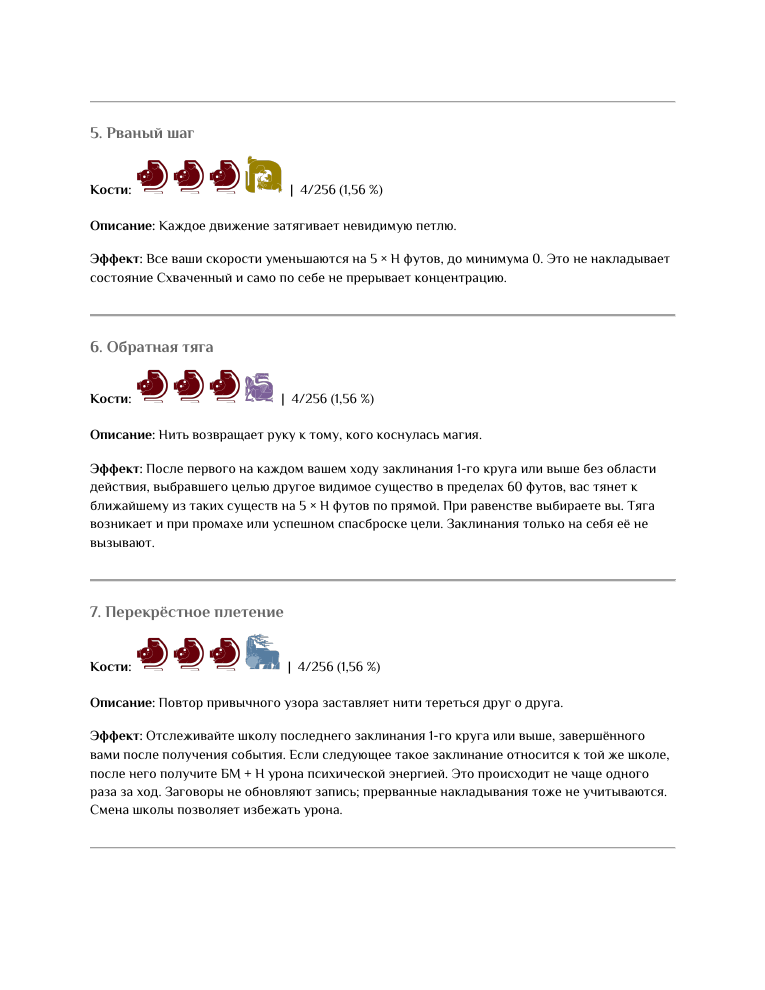 5. Рваный шаг
Кости: | 4/256 (1,56 %)
Описание: Каждое движение затягивает невидимую петлю.
Эффект: Все ваши скорости уменьшаются на 5 × Н футов, до минимума 0. Это не накладывает
состояние Схваченный и само по себе не прерывает концентрацию.
6. Обратная тяга
Кости: | 4/256 (1,56 %)
Описание: Нить возвращает руку к тому, кого коснулась магия.
Эффект: После первого на каждом вашем ходу заклинания 1-го круга или выше без области
действия, выбравшего целью другое видимое существо в пределах 60 футов, вас тянет к
ближайшему из таких существ на 5 × Н футов по прямой. При равенстве выбираете вы. Тяга
возникает и при промахе или успешном спасброске цели. Заклинания только на себя её не
вызывают.
7. Перекрёстное плетение
Кости: | 4/256 (1,56 %)
Описание: Повтор привычного узора заставляет нити тереться друг о друга.
Эффект: Отслеживайте школу последнего заклинания 1-го круга или выше, завершённого
вами после получения события. Если следующее такое заклинание относится к той же школе,
после него получите БМ + Н урона психической энергией. Это происходит не чаще одного
раза за ход. Заговоры не обновляют запись; прерванные накладывания тоже не учитываются.
Смена школы позволяет избежать урона.